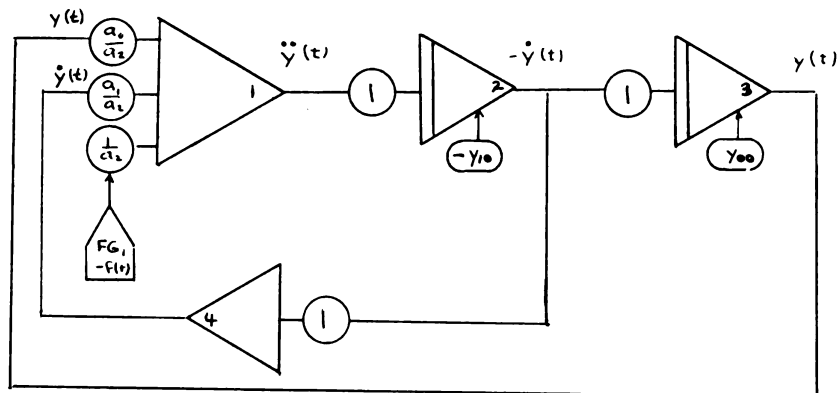 y(t)
a₀/a₂
ẏ(t)
a₁/a₂
1/a₂
FG₁
-f(t)
1
ÿ(t)
1
2
-ẏ(t)
-y₁₀
1
3
y(t)
y₀₀
4
1